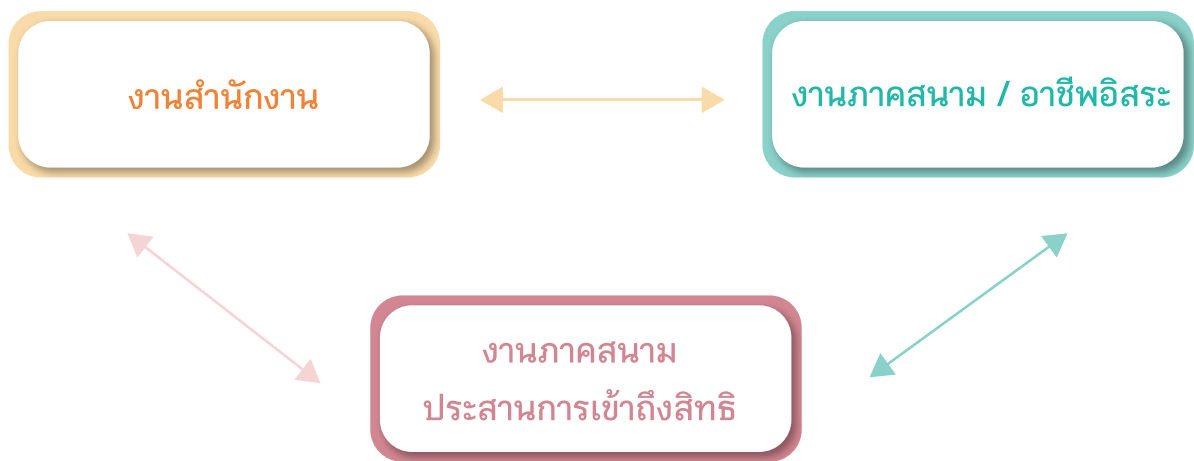 งานสำนักงาน
งานภาคสนาม / อาชีพอิสระ
งานภาคสนาม
ประสานการเข้าถึงสิทธิ